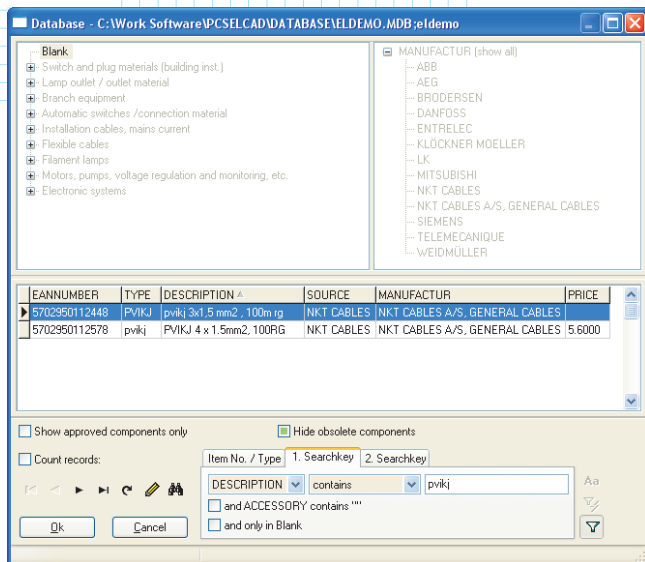 Database - C:\Work Software\PCSELCAD\DATABASE\ELDEMO.MDB;eldemo
Blank
Switch and plug materials (building inst.)
Lamp outlet / outlet material
Branch equipment
Automatic switches /connection material
Installation cables, mains current
Flexible cables
Filament lamps
Motors, pumps, voltage regulation and monitoring, etc.
Electronic systems
MANUFACTUR (show all)
ABB
AEG
BRODERSEN
DANFOSS
ENTRELEC
KLÖCKNER MOELLER
LK
MITSUBISHI
NKT CABLES
NKT CABLES A/S, GENERAL CABLES
SIEMENS
TELEMECANIQUE
WEIDMÜLLER
EANNUMBER TYPE DESCRIPTION SOURCE MANUFACTUR PRICE
5702950112448 PVIKJ pvikj 3x1,5 mm2, 100m rg NKT CABLES NKT CABLES A/S, GENERAL CABLES
5702950112578 pvikj PVIKJ 4 x 1.5mm2, 100RG NKT CABLES NKT CABLES A/S, GENERAL CABLES 5.6000
Show approved components only Hide obsolete components
Count records: Item No. / Type 1. Searchkey 2. Searchkey
DESCRIPTION contains pvikj Aa
and ACCESSORY contains ""
and only in Blank
Ok Cancel